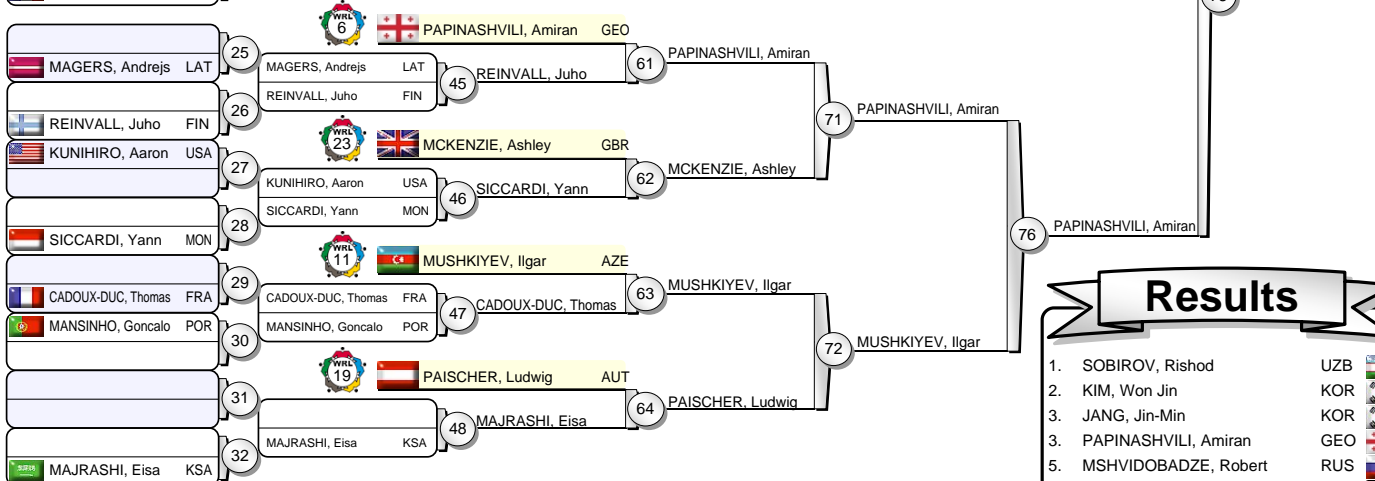 WRL 6 PAPINASHVILI, Amiran GEO
25
MAGERS, Andrejs LAT
MAGERS, Andrejs LAT
REINVALL, Juho FIN
45
REINVALL, Juho
61
PAPINASHVILI, Amiran
26
REINVALL, Juho FIN
WRL 23 MCKENZIE, Ashley GBR
71
PAPINASHVILI, Amiran
KUNIHIRO, Aaron USA
27
KUNIHIRO, Aaron USA
SICCARDI, Yann MON
46
SICCARDI, Yann
62
MCKENZIE, Ashley
28
SICCARDI, Yann MON
76
PAPINASHVILI, Amiran
WRL 11 MUSHKIYEV, Ilgar AZE
29
CADOUX-DUC, Thomas FRA
CADOUX-DUC, Thomas FRA
MANSINHO, Goncalo POR
47
CADOUX-DUC, Thomas
63
MUSHKIYEV, Ilgar
MANSINHO, Goncalo POR
30
72
MUSHKIYEV, Ilgar
WRL 19 PAISCHER, Ludwig AUT
31
48
MAJRASHI, Eisa
64
PAISCHER, Ludwig
MAJRASHI, Eisa KSA
32
MAJRASHI, Eisa KSA
Results
1. SOBIROV, Rishod UZB
2. KIM, Won Jin KOR
3. JANG, Jin-Min KOR
3. PAPINASHVILI, Amiran GEO
5. MSHVIDOBADZE, Robert RUS